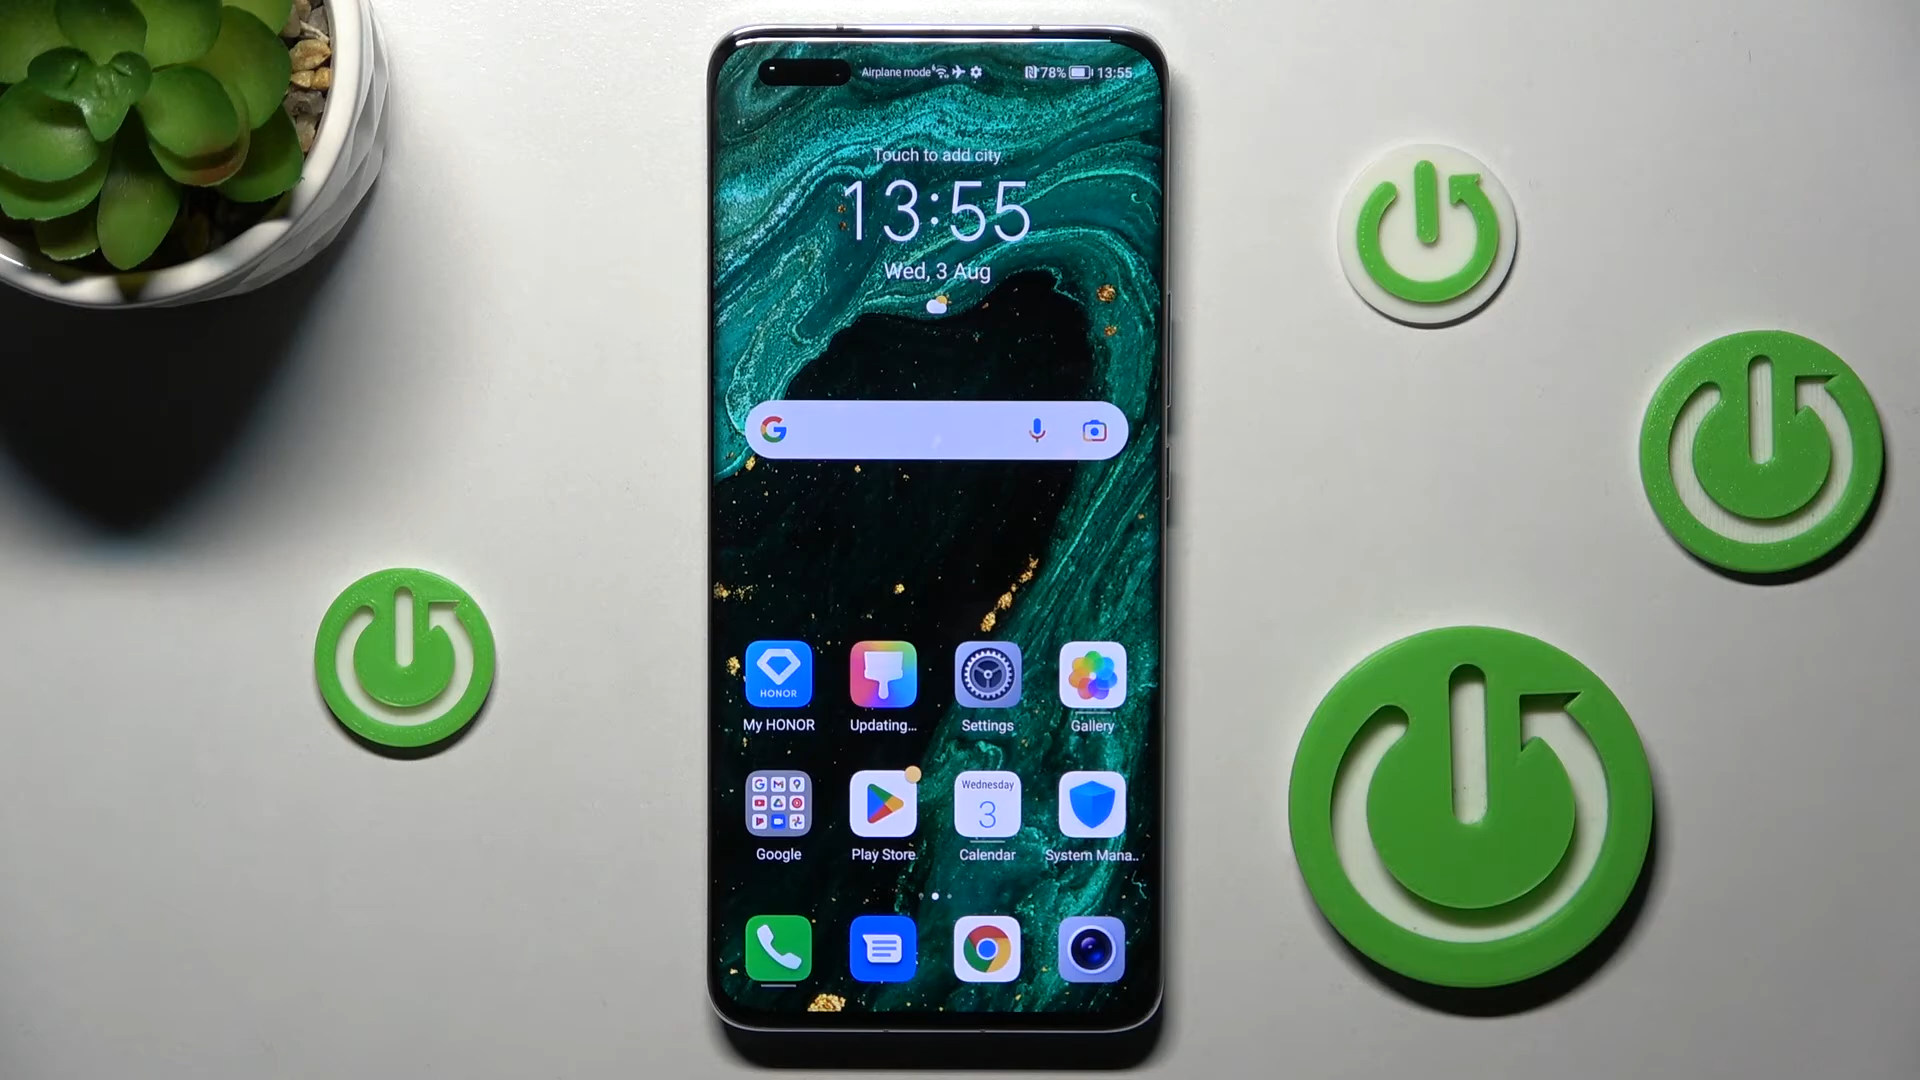 Airplane mode 78% 13:55
Touch to add city
13:55
Wed, 3 Aug
HONOR
My HONOR Updating... Settings Gallery
Wednesday
3
Google Play Store Calendar System Mana..